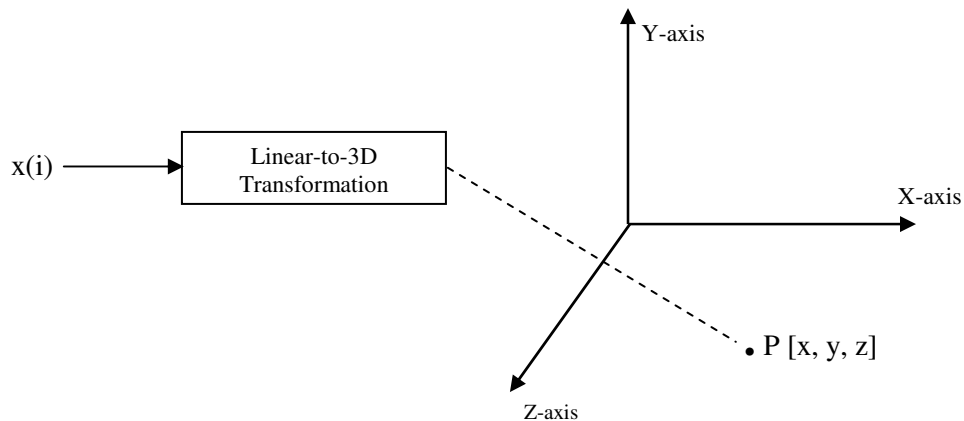 Y-axis
x(i)
Linear-to-3D
Transformation
X-axis
P [x, y, z]
Z-axis